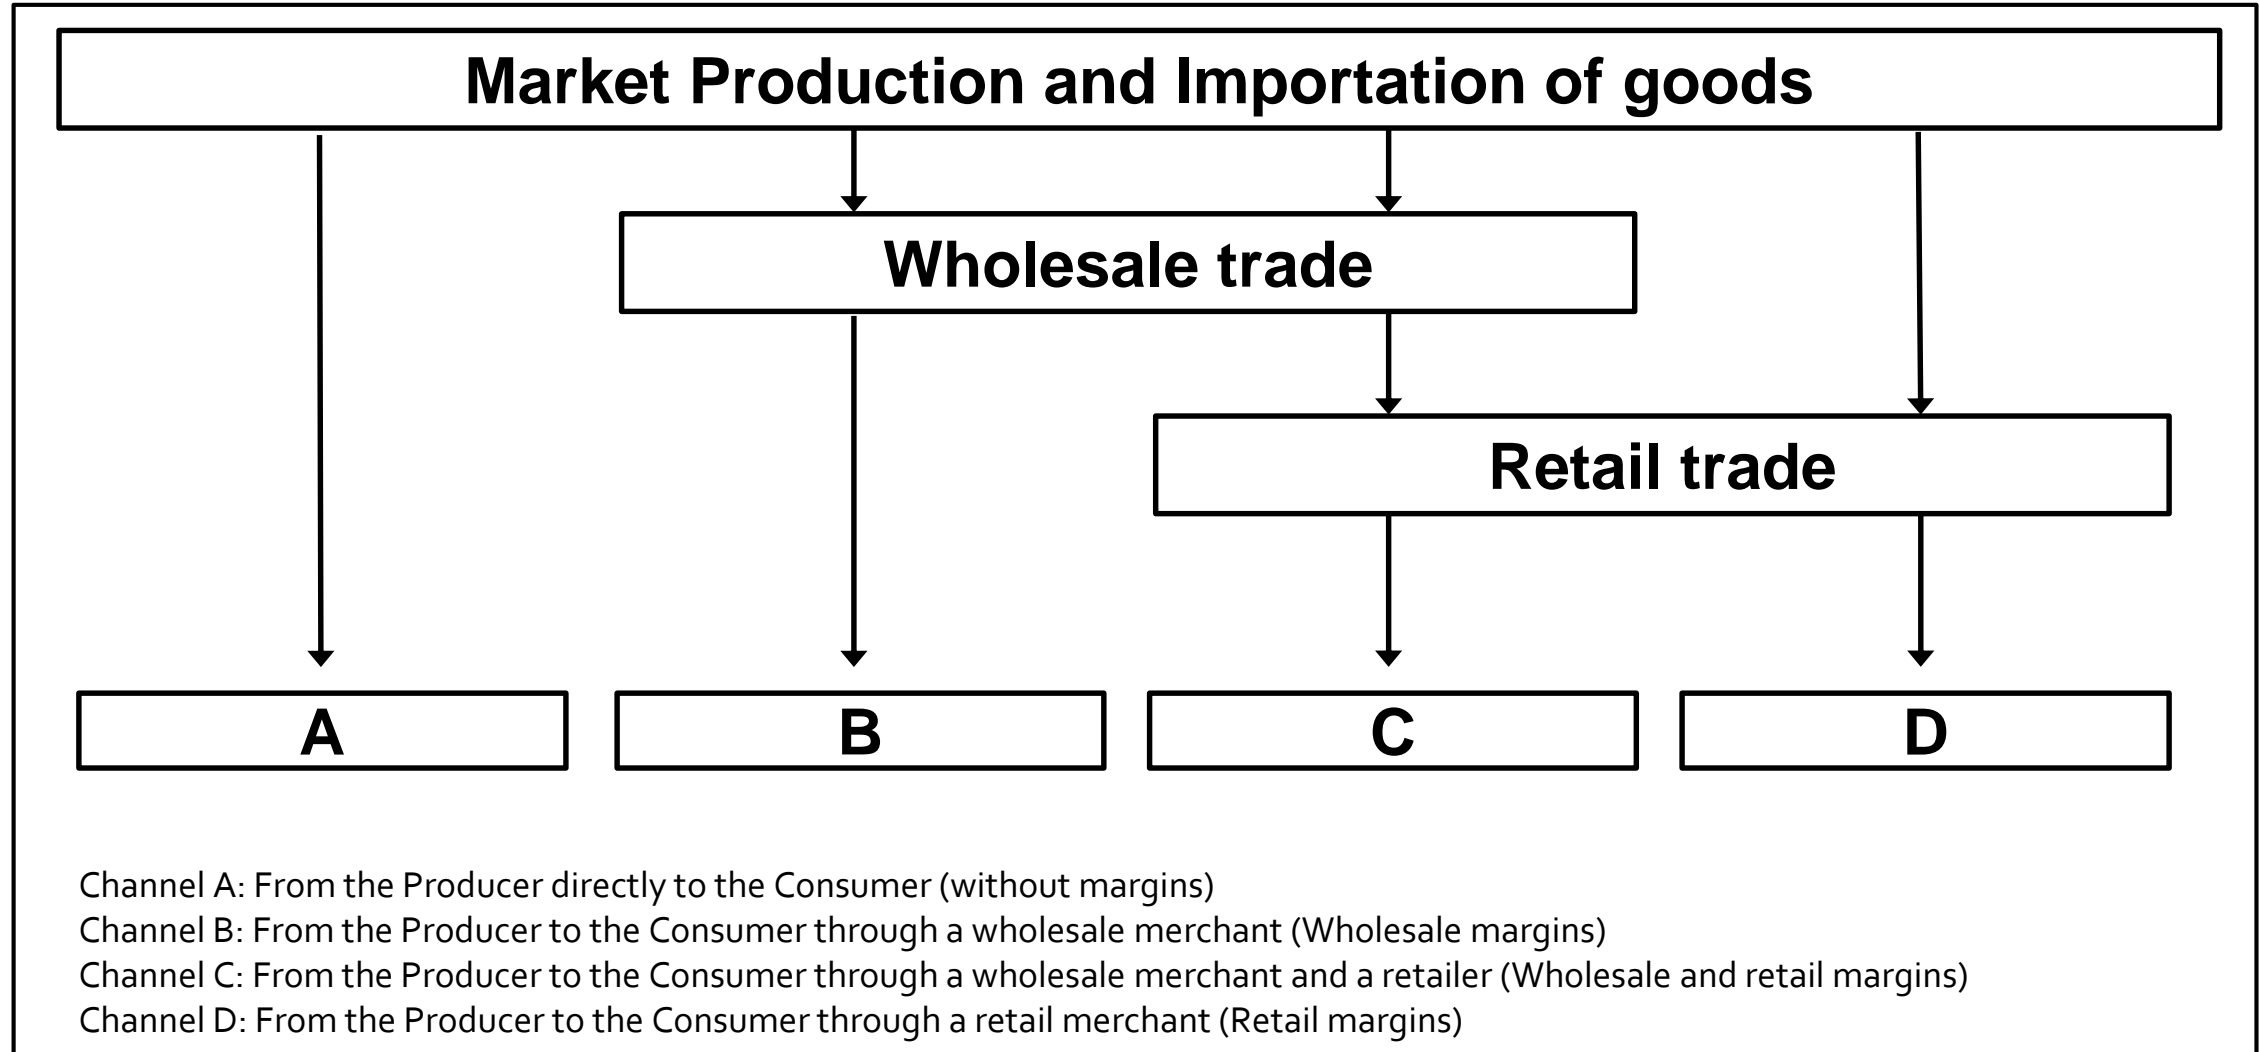 Market Production and Importation of goods
Wholesale trade
Retail trade
A
B
C
D
Channel A: From the Producer directly to the Consumer (without margins)
Channel B: From the Producer to the Consumer through a wholesale merchant (Wholesale margins)
Channel C: From the Producer to the Consumer through a wholesale merchant and a retailer (Wholesale and retail margins)
Channel D: From the Producer to the Consumer through a retail merchant (Retail margins)